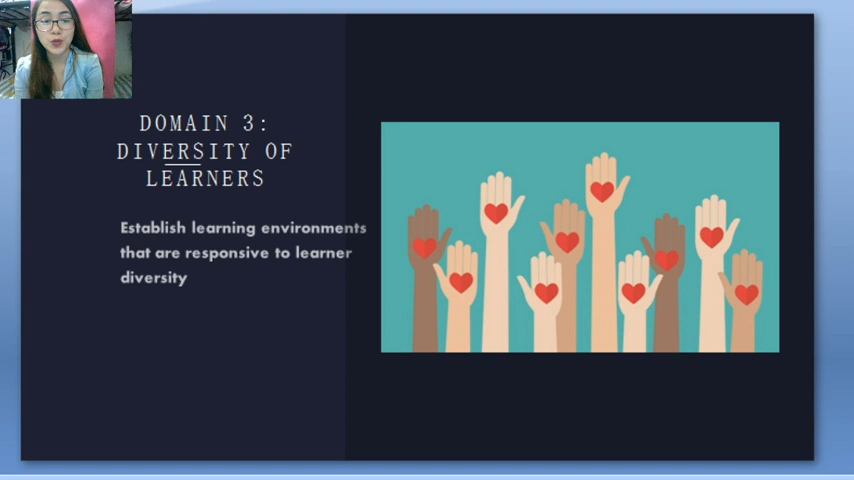 DOMAIN 3:
DIVERSITY OF
LEARNERS
Establish learning environments
that are responsive to learner
diversity